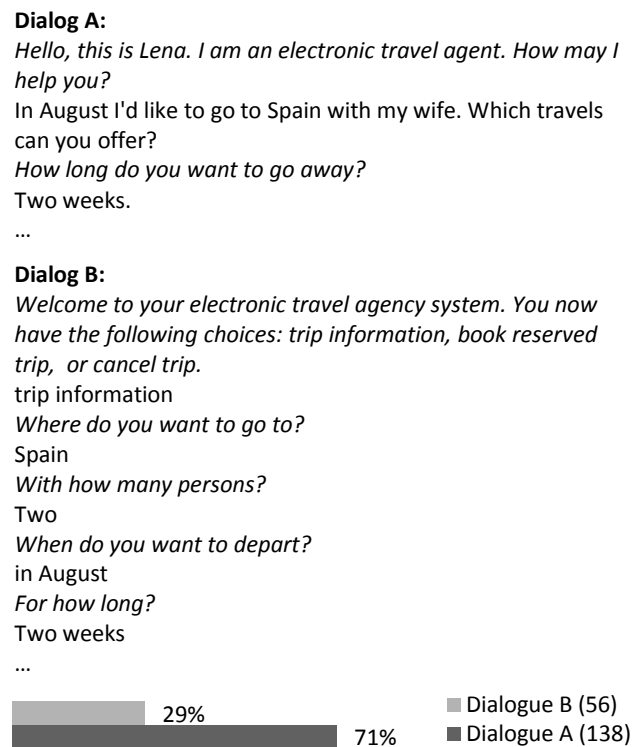 Dialog A:
Hello, this is Lena. I am an electronic travel agent. How may I
help you?
In August I'd like to go to Spain with my wife. Which travels
can you offer?
How long do you want to go away?
Two weeks.
…
Dialog B:
Welcome to your electronic travel agency system. You now
have the following choices: trip information, book reserved
trip,  or cancel trip.
trip information
Where do you want to go to?
Spain
With how many persons?
Two
When do you want to depart?
in August
For how long?
Two weeks
…
29%
71%
Dialogue B (56)
Dialogue A (138)